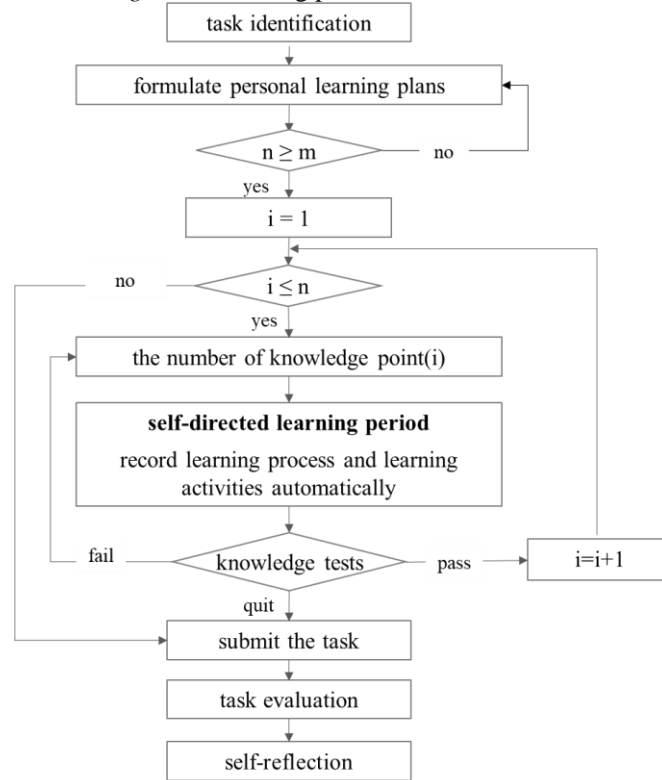 task identification
formulate personal learning plans
n ≥ m
no
yes
i = 1
no
i ≤ n
yes
the number of knowledge point(i)
self-directed learning period
record learning process and learning
activities automatically
fail
knowledge tests
pass
i=i+1
quit
submit the task
task evaluation
self-reflection